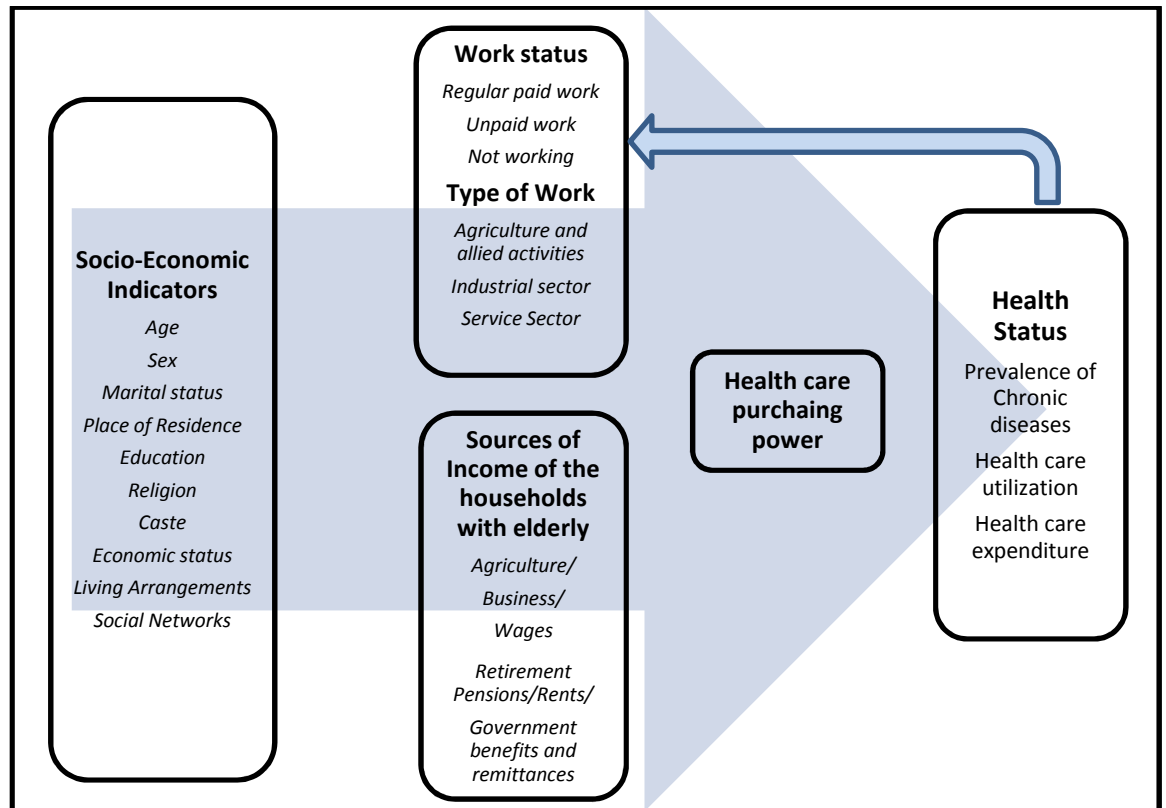 Socio-Economic
Indicators
Age
Sex
Marital status
Place of Residence
Education
Religion
Caste
Economic status
Living Arrangements
Social Networks
Work status
Regular paid work
Unpaid work
Not working
Type of Work
Agriculture and
allied activities
Industrial sector
Service Sector
Sources of
Income of the
households
with elderly
Agriculture/
Business/
Wages
Retirement
Pensions/Rents/
Government
benefits and
remittances
Health care
purchaing
power
Health
Status
Prevalence of
Chronic
diseases
Health care
utilization
Health care
expenditure